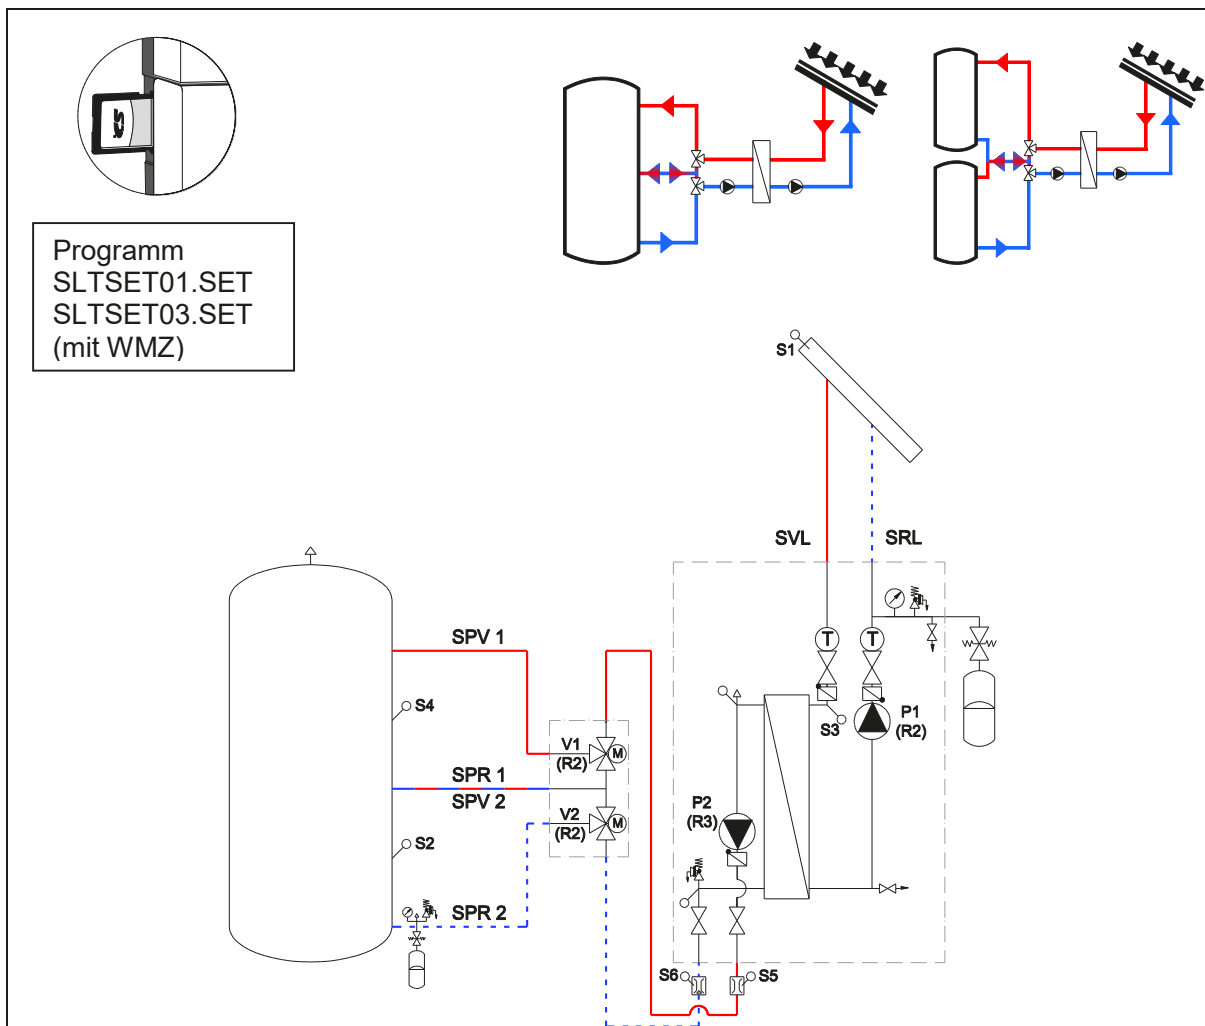 Programm
SLTSET01.SET
SLTSET03.SET
(mit WMZ)
S1
SVL
SRL
SPV 1
T
T
S4
S3
P1
(R2)
V1
(R2)
M
SPR 1
SPV 2
P2
(R3)
V2
(R2)
M
S2
SPR 2
S6
S5